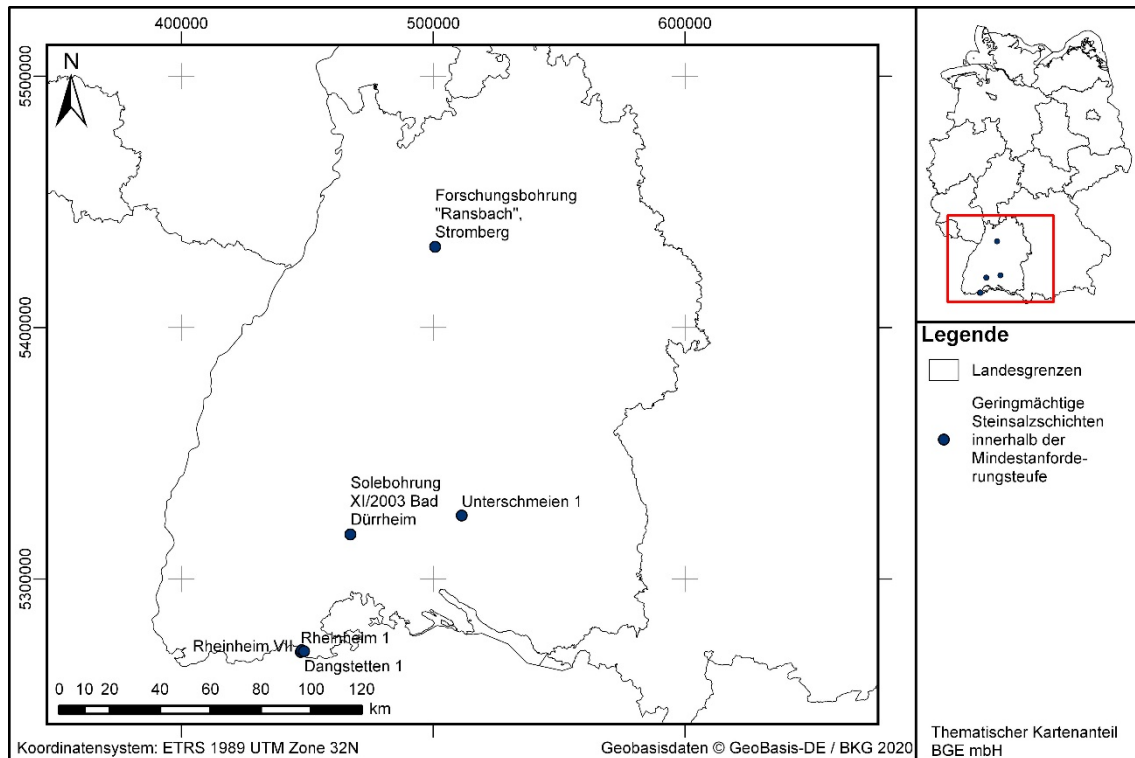 400000
500000
600000
5500000
5400000
5300000
N
Forschungsbohrung
"Ransbach",
Stromberg
Solebohrung
XI/2003 Bad
Dürrheim
Unterschmeien 1
Rheinheim VII
Rheinheim 1
Dangstetten 1
0 10 20 40 60 80 100 120
km
Koordinatensystem: ETRS 1989 UTM Zone 32N
Geobasisdaten © GeoBasis-DE / BKG 2020
Legende
Landesgrenzen
Geringmächtige
Steinsalzschichten
innerhalb der
Mindestanforde-
rungsteufe
Thematischer Kartenanteil
BGE mbH